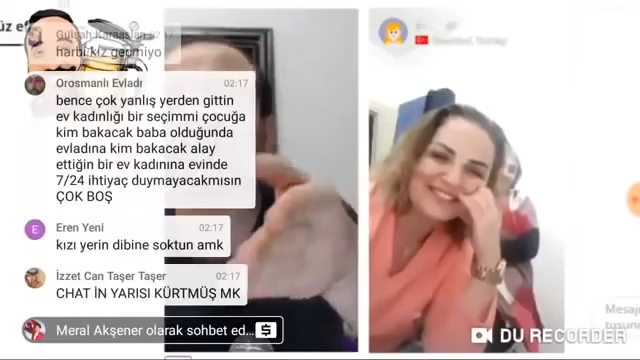 Gülşah Karaaslan 02:17
harbi kız geçmiyo
Orosmanlı Evladı 02:17
bence çok yanlış yerden gittin
ev kadınlığı bir seçimmi çocuğa
kim bakacak baba olduğunda
evladına kim bakacak alay
ettiğin bir ev kadınına evinde
7/24 ihtiyaç duymayacakmısın
ÇOK BOŞ
E
Eren Yeni 02:17
kızı yerin dibine soktun amk
İzzet Can Taşer Taşer 02:17
CHAT İN YARISI KÜRTMÜŞ MK
Meral Akşener olarak sohbet ed... $
Mesajı
DU RECORDER